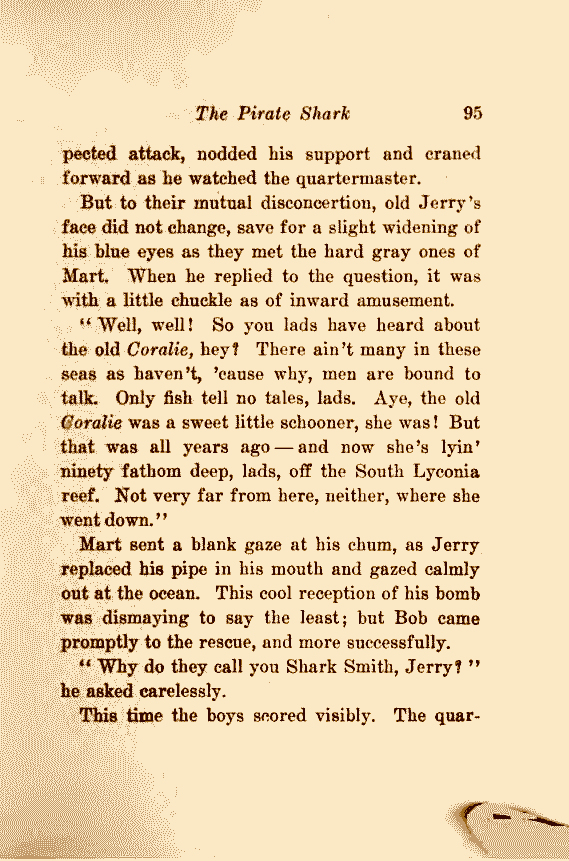 The Pirate Shark 95
pected attack, nodded his support and craned
forward as he watched the quartermaster.
But to their mutual disconcertion, old Jerry's
face did not change, save for a slight widening of
his blue eyes as they met the hard gray ones of
Mart. When he replied to the question, it was
with a little chuckle as of inward amusement.
“Well, well! So you lads have heard about
the old Coralie, hey? There ain't many in these
seas as haven't, 'cause why, men are bound to
talk. Only fish tell no tales, lads. Aye, the old
Coralie was a sweet little schooner, she was! But
that was all years ago — and now she's lyin'
ninety fathom deep, lads, off the South Lyconia
reef. Not very far from here, neither, where she
went down.”
Mart sent a blank gaze at his chum, as Jerry
replaced his pipe in his mouth and gazed calmly
out at the ocean. This cool reception of his bomb
was dismaying to say the least; but Bob came
promptly to the rescue, and more successfully.
“Why do they call you Shark Smith, Jerry?”
he asked carelessly.
This time the boys scored visibly. The quar-